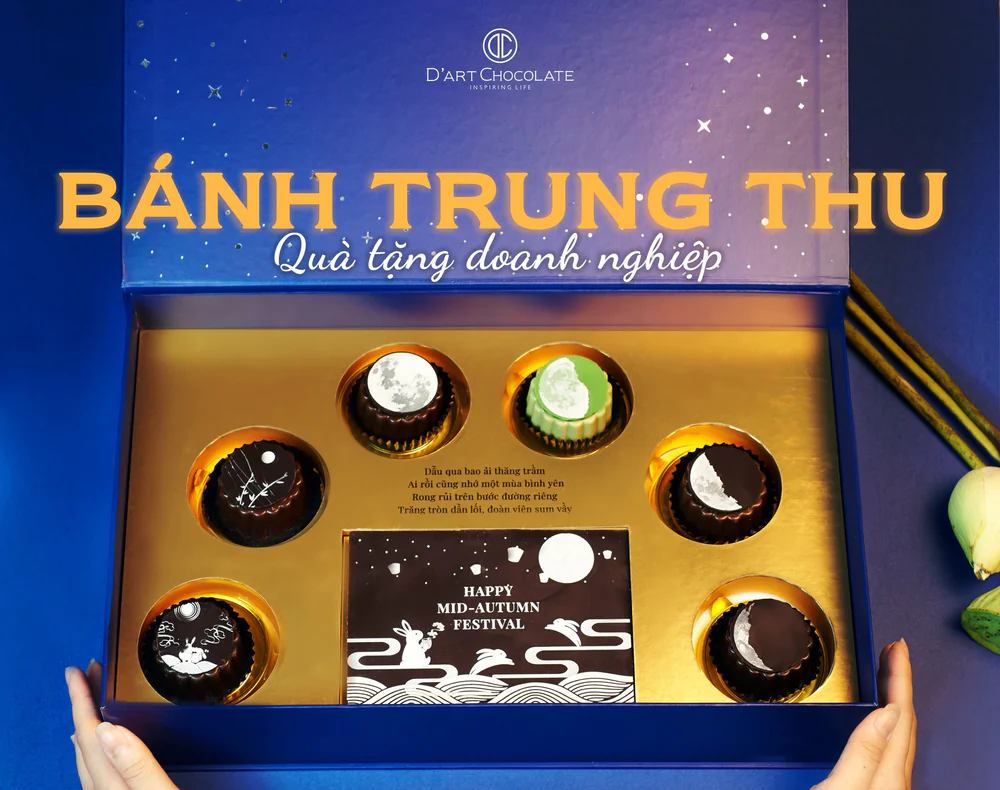 D'ART CHOCOLATE
INSPIRING LIFE
BÁNH TRUNG THU
Quà tặng doanh nghiệp
Dẫu qua bao ải thăng trầm
Ai rồi cũng nhớ một mùa bình yên
Rong ruổi trên bước đường riêng
Trăng tròn dẫn lối, đoàn viên sum vầy
HAPPY
MID-AUTUMN
FESTIVAL